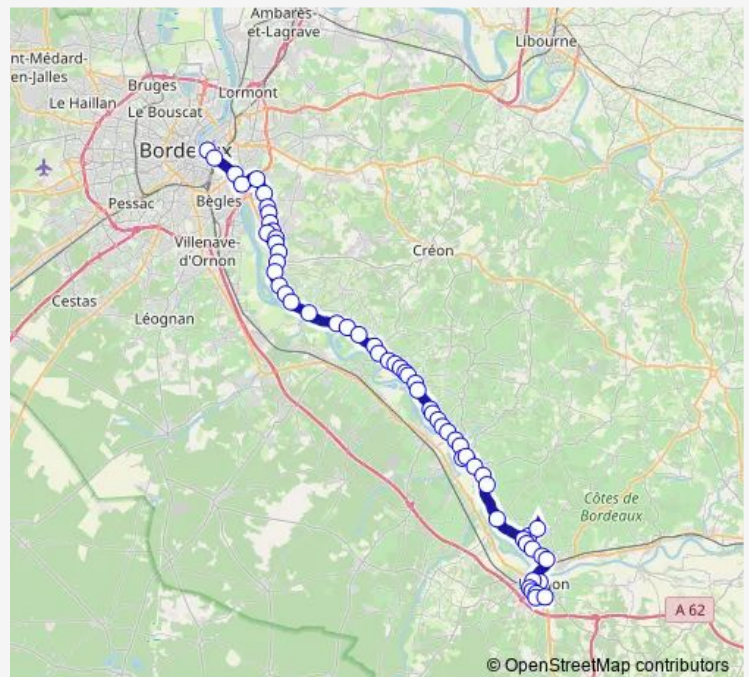 Ambarès-
et-Lagrave
Libourne
nt-Médard-
en-Jalles
Bruges
Lormont
Le Haillan
Le Bouscat
Pessac
Bègles
Villenave-
d'Ornon
Créon
Cestas
Léognan
Côtes de
Bordeaux
A 62
© OpenStreetMap contributors